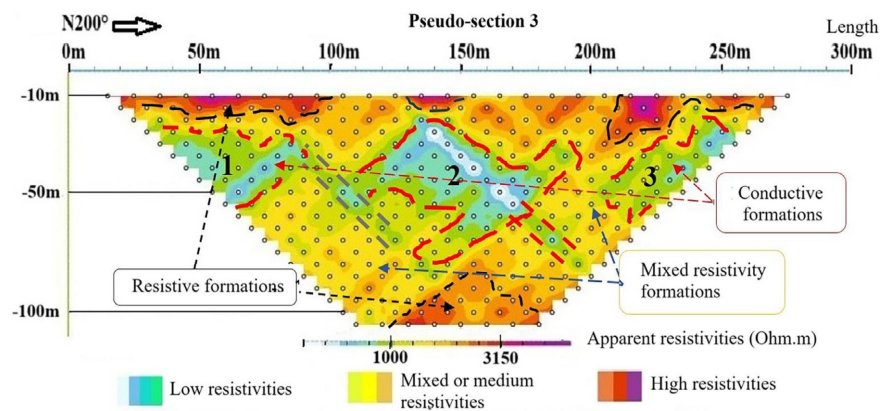 Pseudo-section 3
N200°
Length
0m 50m 100m 150m 200m 250m 300m
-10m
1
2
3
-50m
Conductive
formations
Resistive formations
Mixed resistivity
formations
-100m
Apparent resistivities (Ohm.m)
1000 3150
Low resistivities
Mixed or medium
resistivities
High resistivities